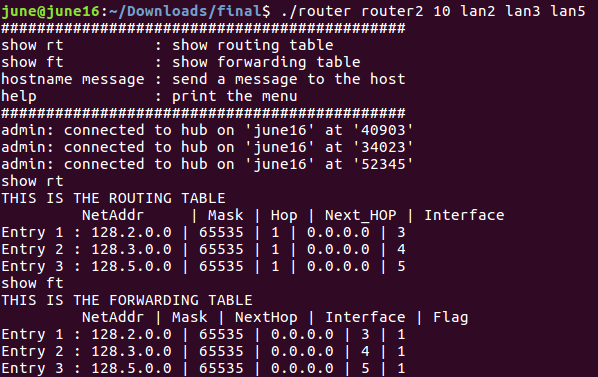 june@june16:~/Downloads/final$ ./router router2 10 lan2 lan3 lan5
#############################################
show rt          : show routing table
show ft          : show forwarding table
hostname message : send a message to the host
help             : print the menu
#############################################
admin: connected to hub on 'june16' at '40903'
admin: connected to hub on 'june16' at '34023'
admin: connected to hub on 'june16' at '52345'
show rt
THIS IS THE ROUTING TABLE
         NetAddr     | Mask | Hop | Next_HOP | Interface
Entry 1 : 128.2.0.0 | 65535 | 1 | 0.0.0.0 | 3
Entry 2 : 128.3.0.0 | 65535 | 1 | 0.0.0.0 | 4
Entry 3 : 128.5.0.0 | 65535 | 1 | 0.0.0.0 | 5
show ft
THIS IS THE FORWARDING TABLE
         NetAddr | Mask | NextHop | Interface | Flag
Entry 1 : 128.2.0.0 | 65535 | 0.0.0.0 | 3 | 1
Entry 2 : 128.3.0.0 | 65535 | 0.0.0.0 | 4 | 1
Entry 3 : 128.5.0.0 | 65535 | 0.0.0.0 | 5 | 1